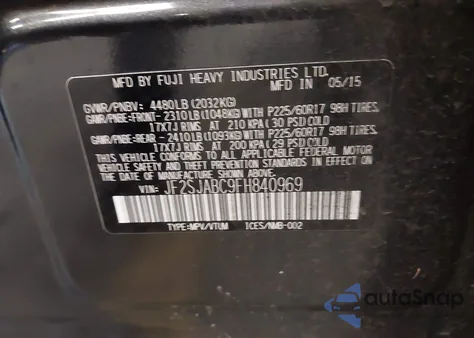 MFD BY FUJI HEAVY INDUSTRIES LTD.
MFD IN 05/15
GVWR/PNBV: 4480LB (2032KG)
GAWR/PNBE-FRONT- 2310LB (1048KG)WITH P225/60R17 98H TIRES,
17X7J RIMS AT 210 KPA (30 PSI) COLD
GAWR/PNBE-REAR - 2410LB (1093KG)WITH P225/60R17 98H TIRES,
17X7J RIMS AT 200 KPA (29 PSI) COLD
THIS VEHICLE CONFORMS TO ALL APPLICABLE FEDERAL MOTOR
VEHICLE SAFETY AND BUMPER STANDARDS IN EFFECT ON
THE DATE OF MANUFACTURE SHOWN ABOVE.
VIN: JF2SJABC9FH840969
TYPE:MPV/VTUM ICES/NMB-002
autoSnap